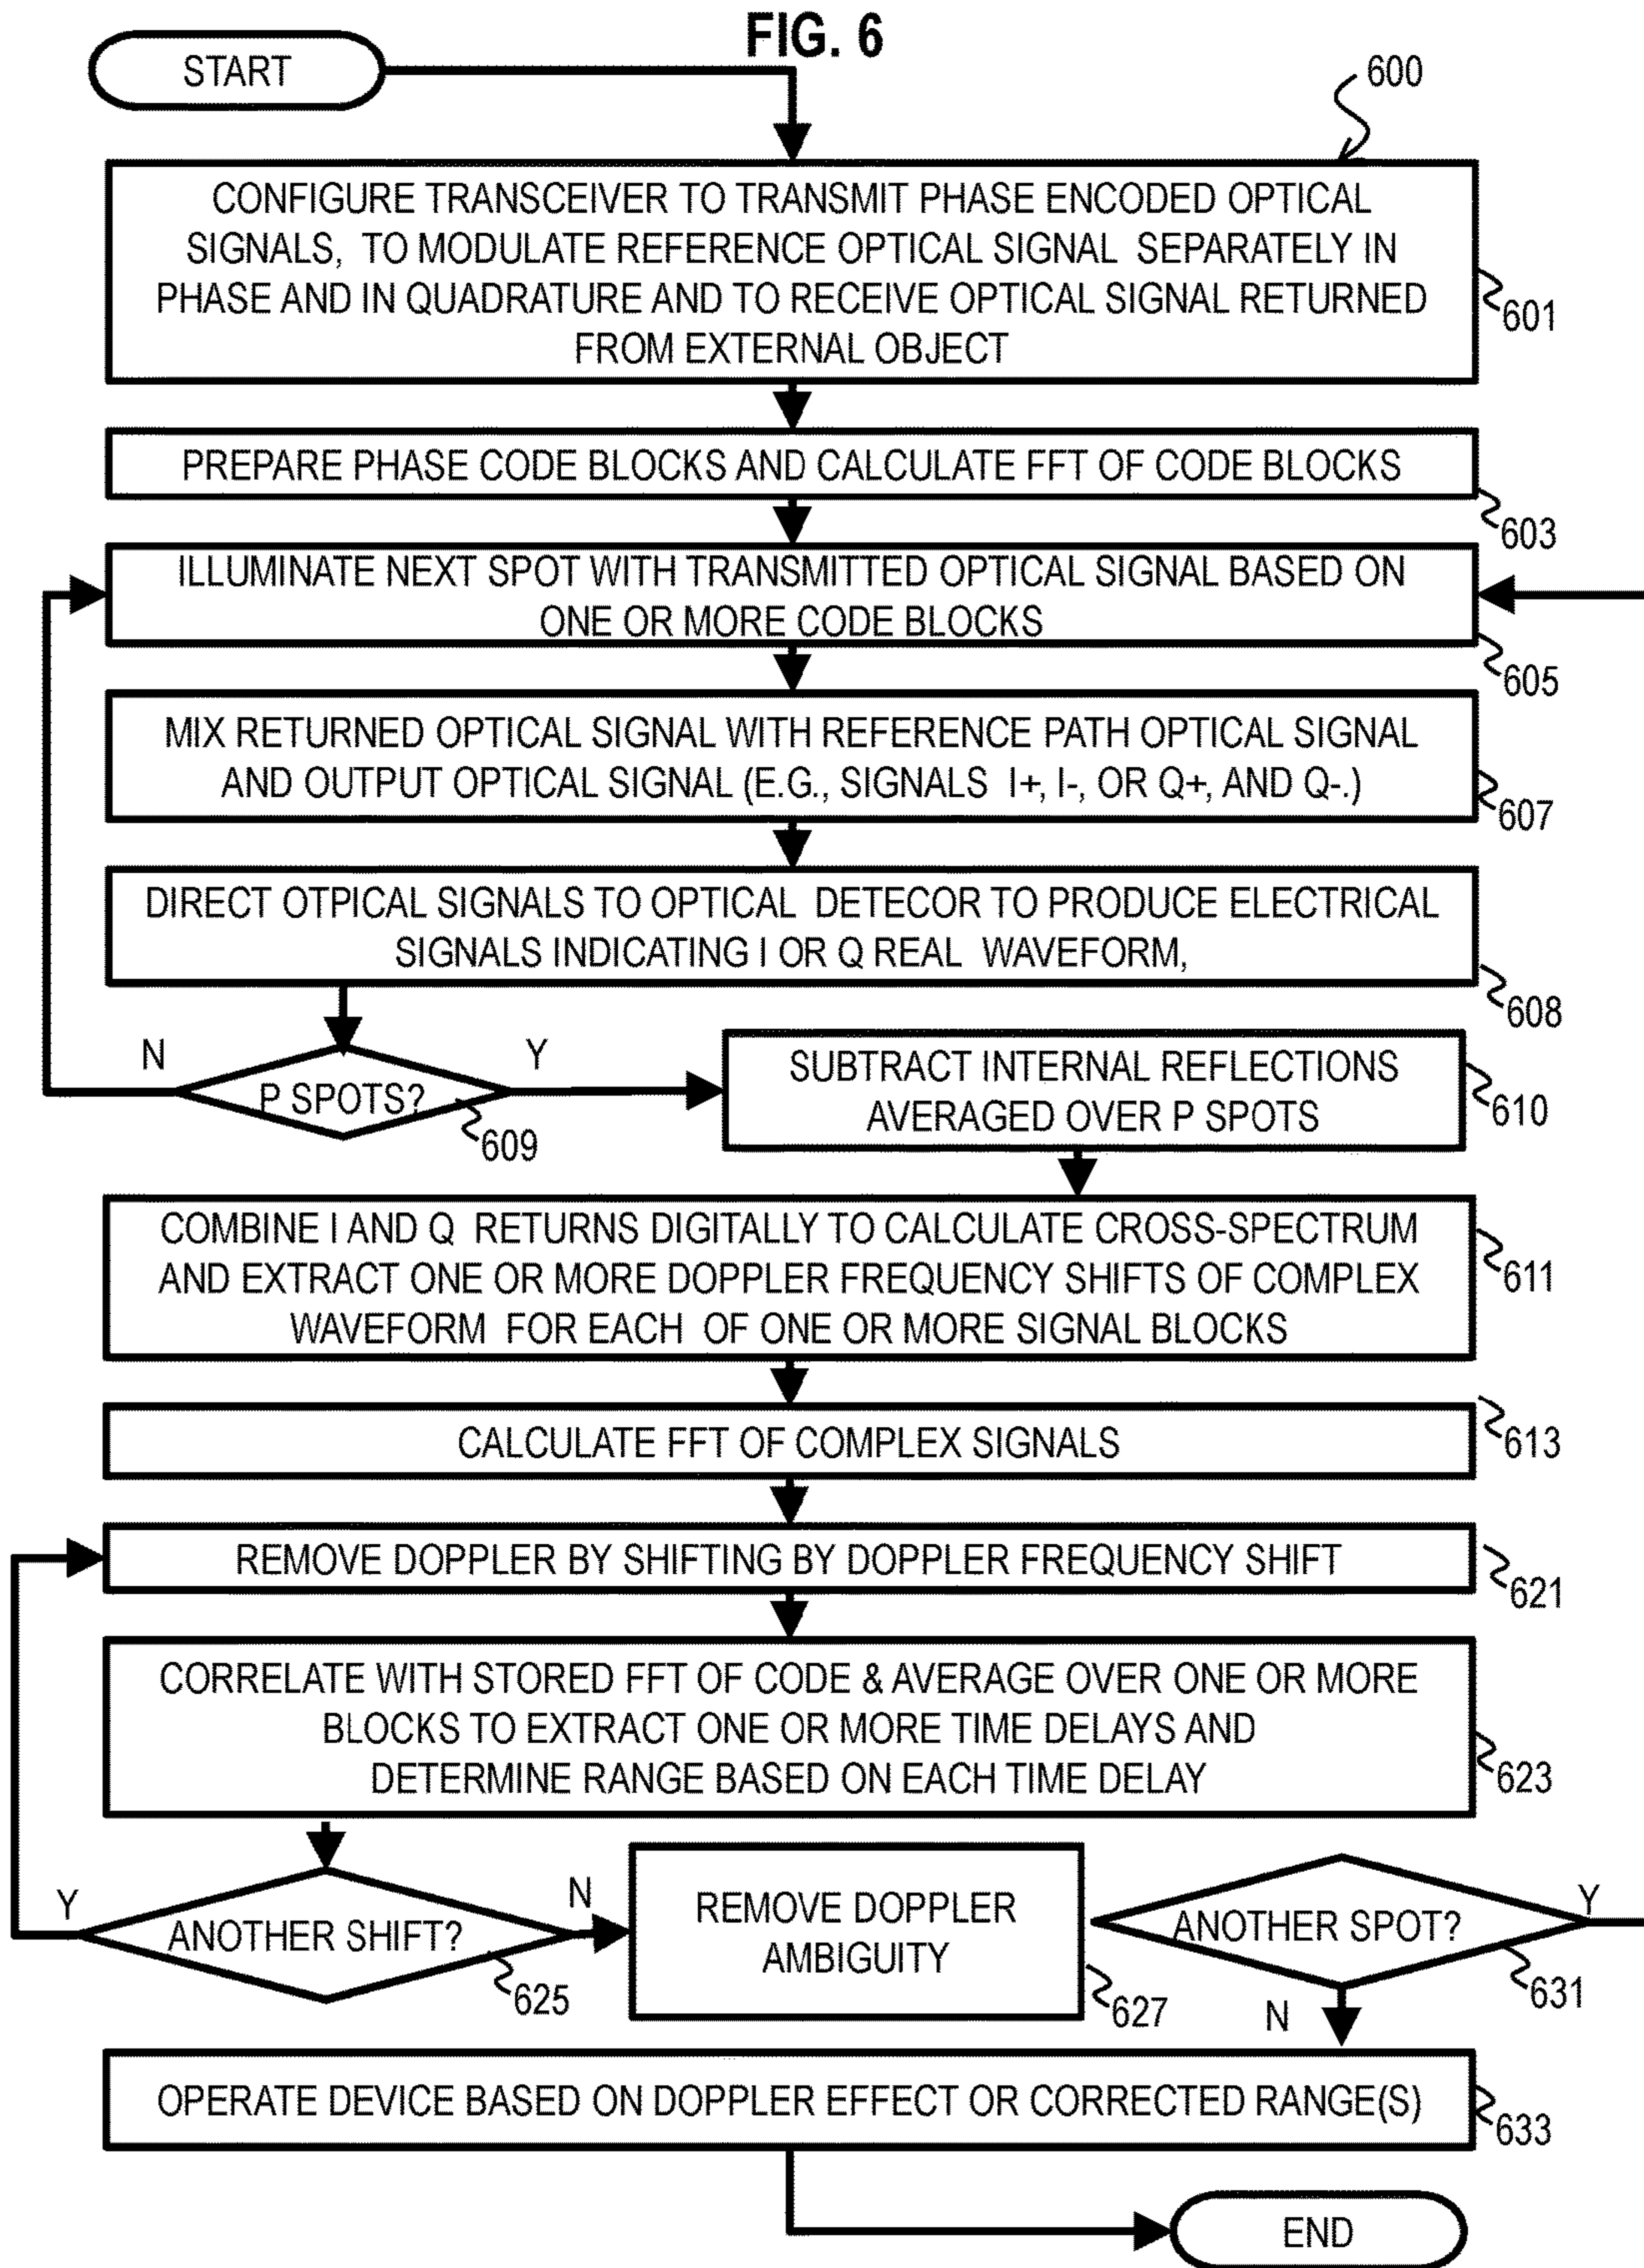 FIG. 6
START
600
CONFIGURE TRANSCEIVER TO TRANSMIT PHASE ENCODED OPTICAL
SIGNALS, TO MODULATE REFERENCE OPTICAL SIGNAL SEPARATELY IN
PHASE AND IN QUADRATURE AND TO RECEIVE OPTICAL SIGNAL RETURNED
FROM EXTERNAL OBJECT
601
PREPARE PHASE CODE BLOCKS AND CALCULATE FFT OF CODE BLOCKS
603
ILLUMINATE NEXT SPOT WITH TRANSMITTED OPTICAL SIGNAL BASED ON
ONE OR MORE CODE BLOCKS
605
MIX RETURNED OPTICAL SIGNAL WITH REFERENCE PATH OPTICAL SIGNAL
AND OUTPUT OPTICAL SIGNAL (E.G., SIGNALS I+, I-, OR Q+, AND Q-.)
607
DIRECT OTPICAL SIGNALS TO OPTICAL DETECOR TO PRODUCE ELECTRICAL
SIGNALS INDICATING I OR Q REAL WAVEFORM,
608
N
P SPOTS?
Y
609
SUBTRACT INTERNAL REFLECTIONS
AVERAGED OVER P SPOTS
610
COMBINE I AND Q RETURNS DIGITALLY TO CALCULATE CROSS-SPECTRUM
AND EXTRACT ONE OR MORE DOPPLER FREQUENCY SHIFTS OF COMPLEX
WAVEFORM FOR EACH OF ONE OR MORE SIGNAL BLOCKS
611
CALCULATE FFT OF COMPLEX SIGNALS
613
REMOVE DOPPLER BY SHIFTING BY DOPPLER FREQUENCY SHIFT
621
CORRELATE WITH STORED FFT OF CODE & AVERAGE OVER ONE OR MORE
BLOCKS TO EXTRACT ONE OR MORE TIME DELAYS AND
DETERMINE RANGE BASED ON EACH TIME DELAY
623
Y
ANOTHER SHIFT?
N
625
REMOVE DOPPLER
AMBIGUITY
627
ANOTHER SPOT?
Y
631
N
OPERATE DEVICE BASED ON DOPPLER EFFECT OR CORRECTED RANGE(S)
633
END